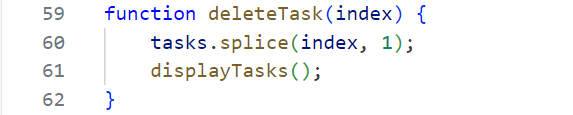 59 function deleteTask(index) {
60     tasks.splice(index, 1);
61     displayTasks();
62 }